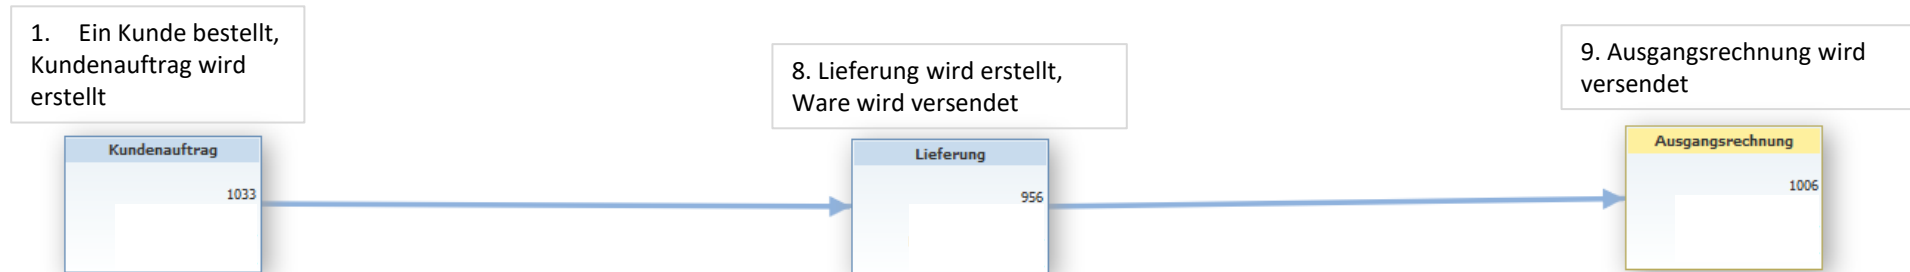 1. Ein Kunde bestellt,
Kundenauftrag wird
erstellt
8. Lieferung wird erstellt,
Ware wird versendet
9. Ausgangsrechnung wird
versendet
Kundenauftrag
1033
Lieferung
956
Ausgangsrechnung
1006